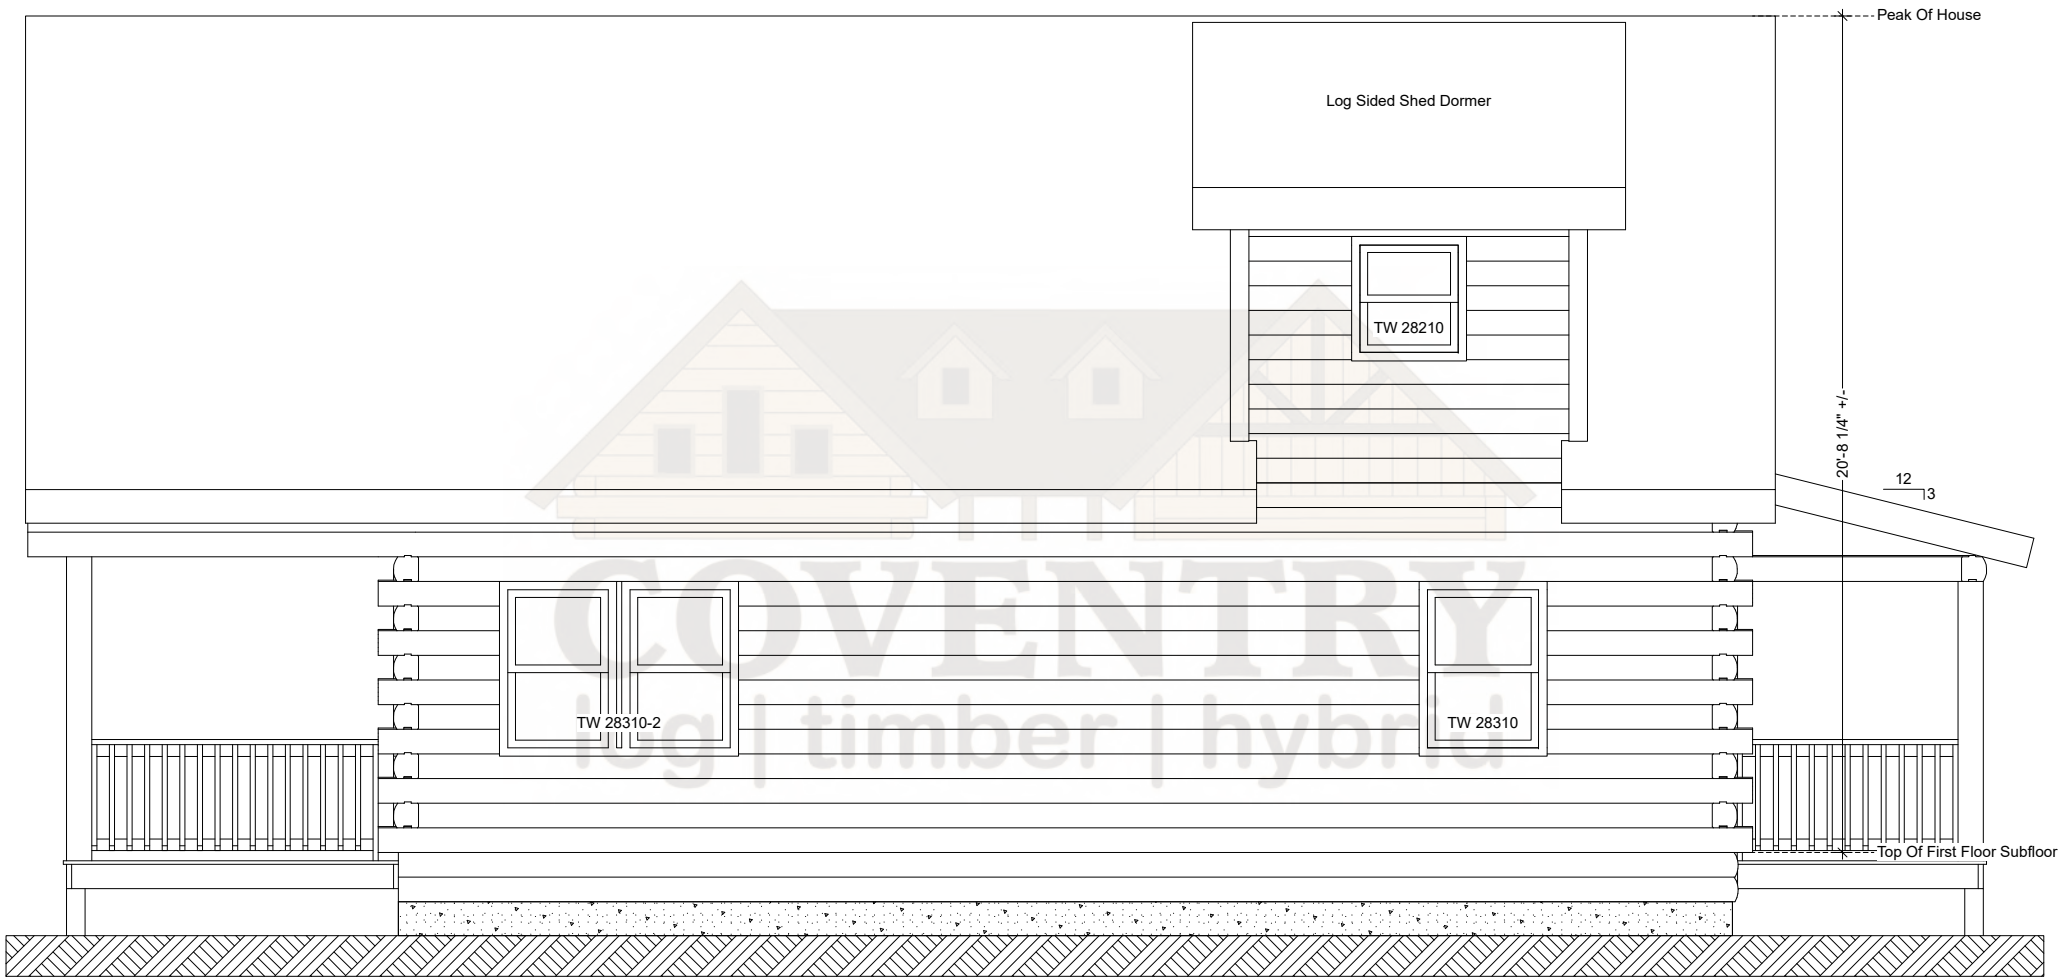 Peak Of House
Log Sided Shed Dormer
TW 28210
20'-8 1/4" +/-
12
3
COVENTRY
log | timber | hybrid
TW 28310-2
TW 28310
Top Of First Floor Subfloor